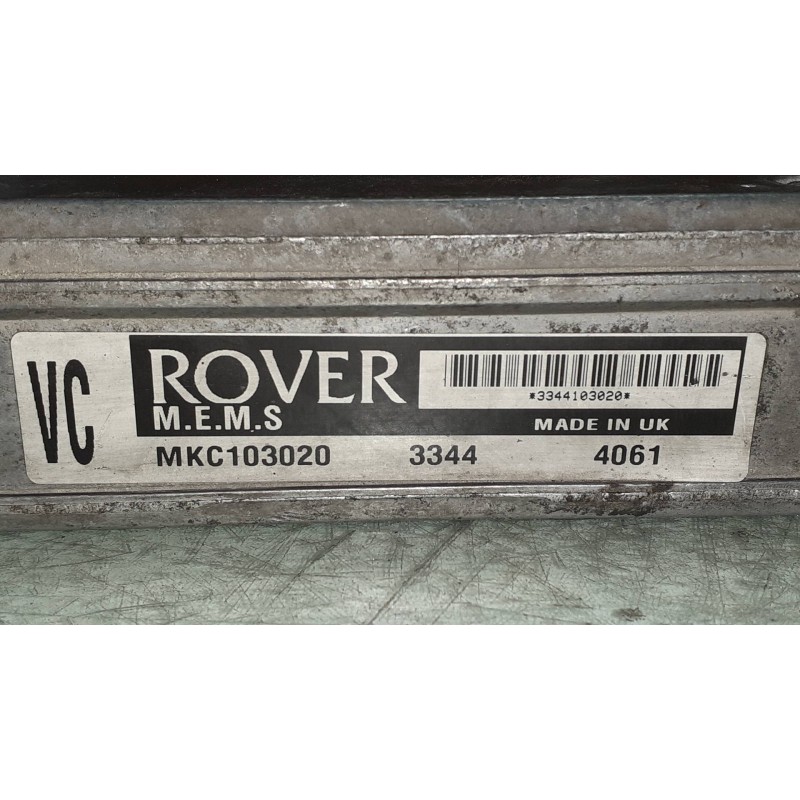 VC
ROVER
*3344103020*
M.E.M.S
MADE IN UK
MKC103020 3344 4061